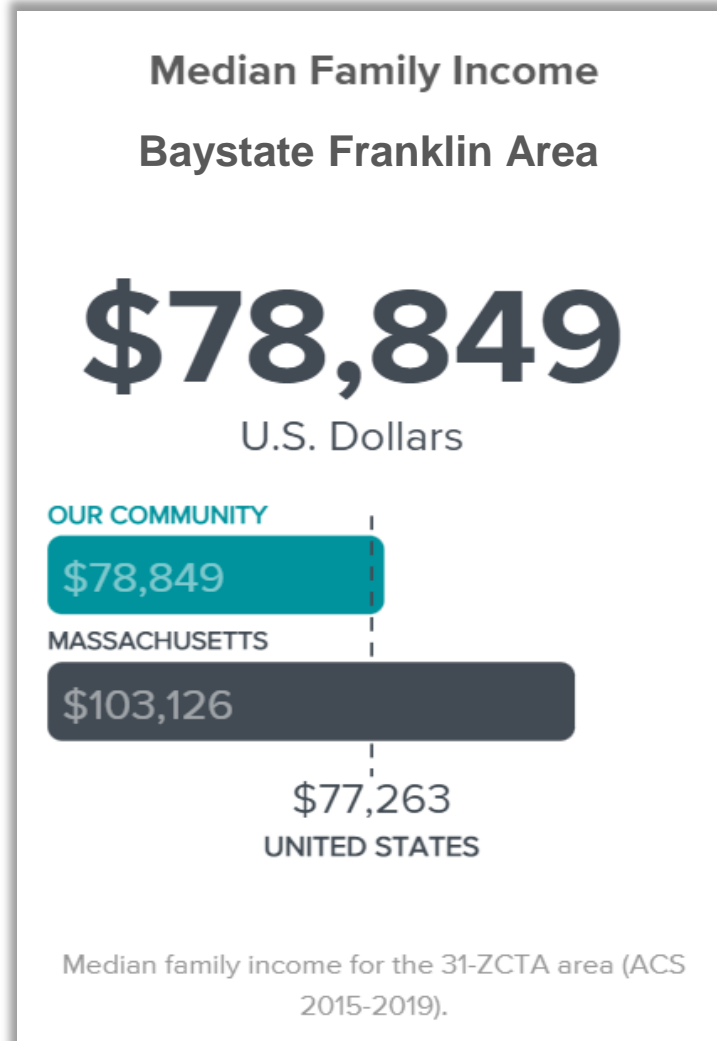 Median Family Income
Baystate Franklin Area
$78,849
U.S. Dollars
OUR COMMUNITY
$78,849
MASSACHUSETTS
$103,126
$77,263
UNITED STATES
Median family income for the 31-ZCTA area (ACS
2015-2019).